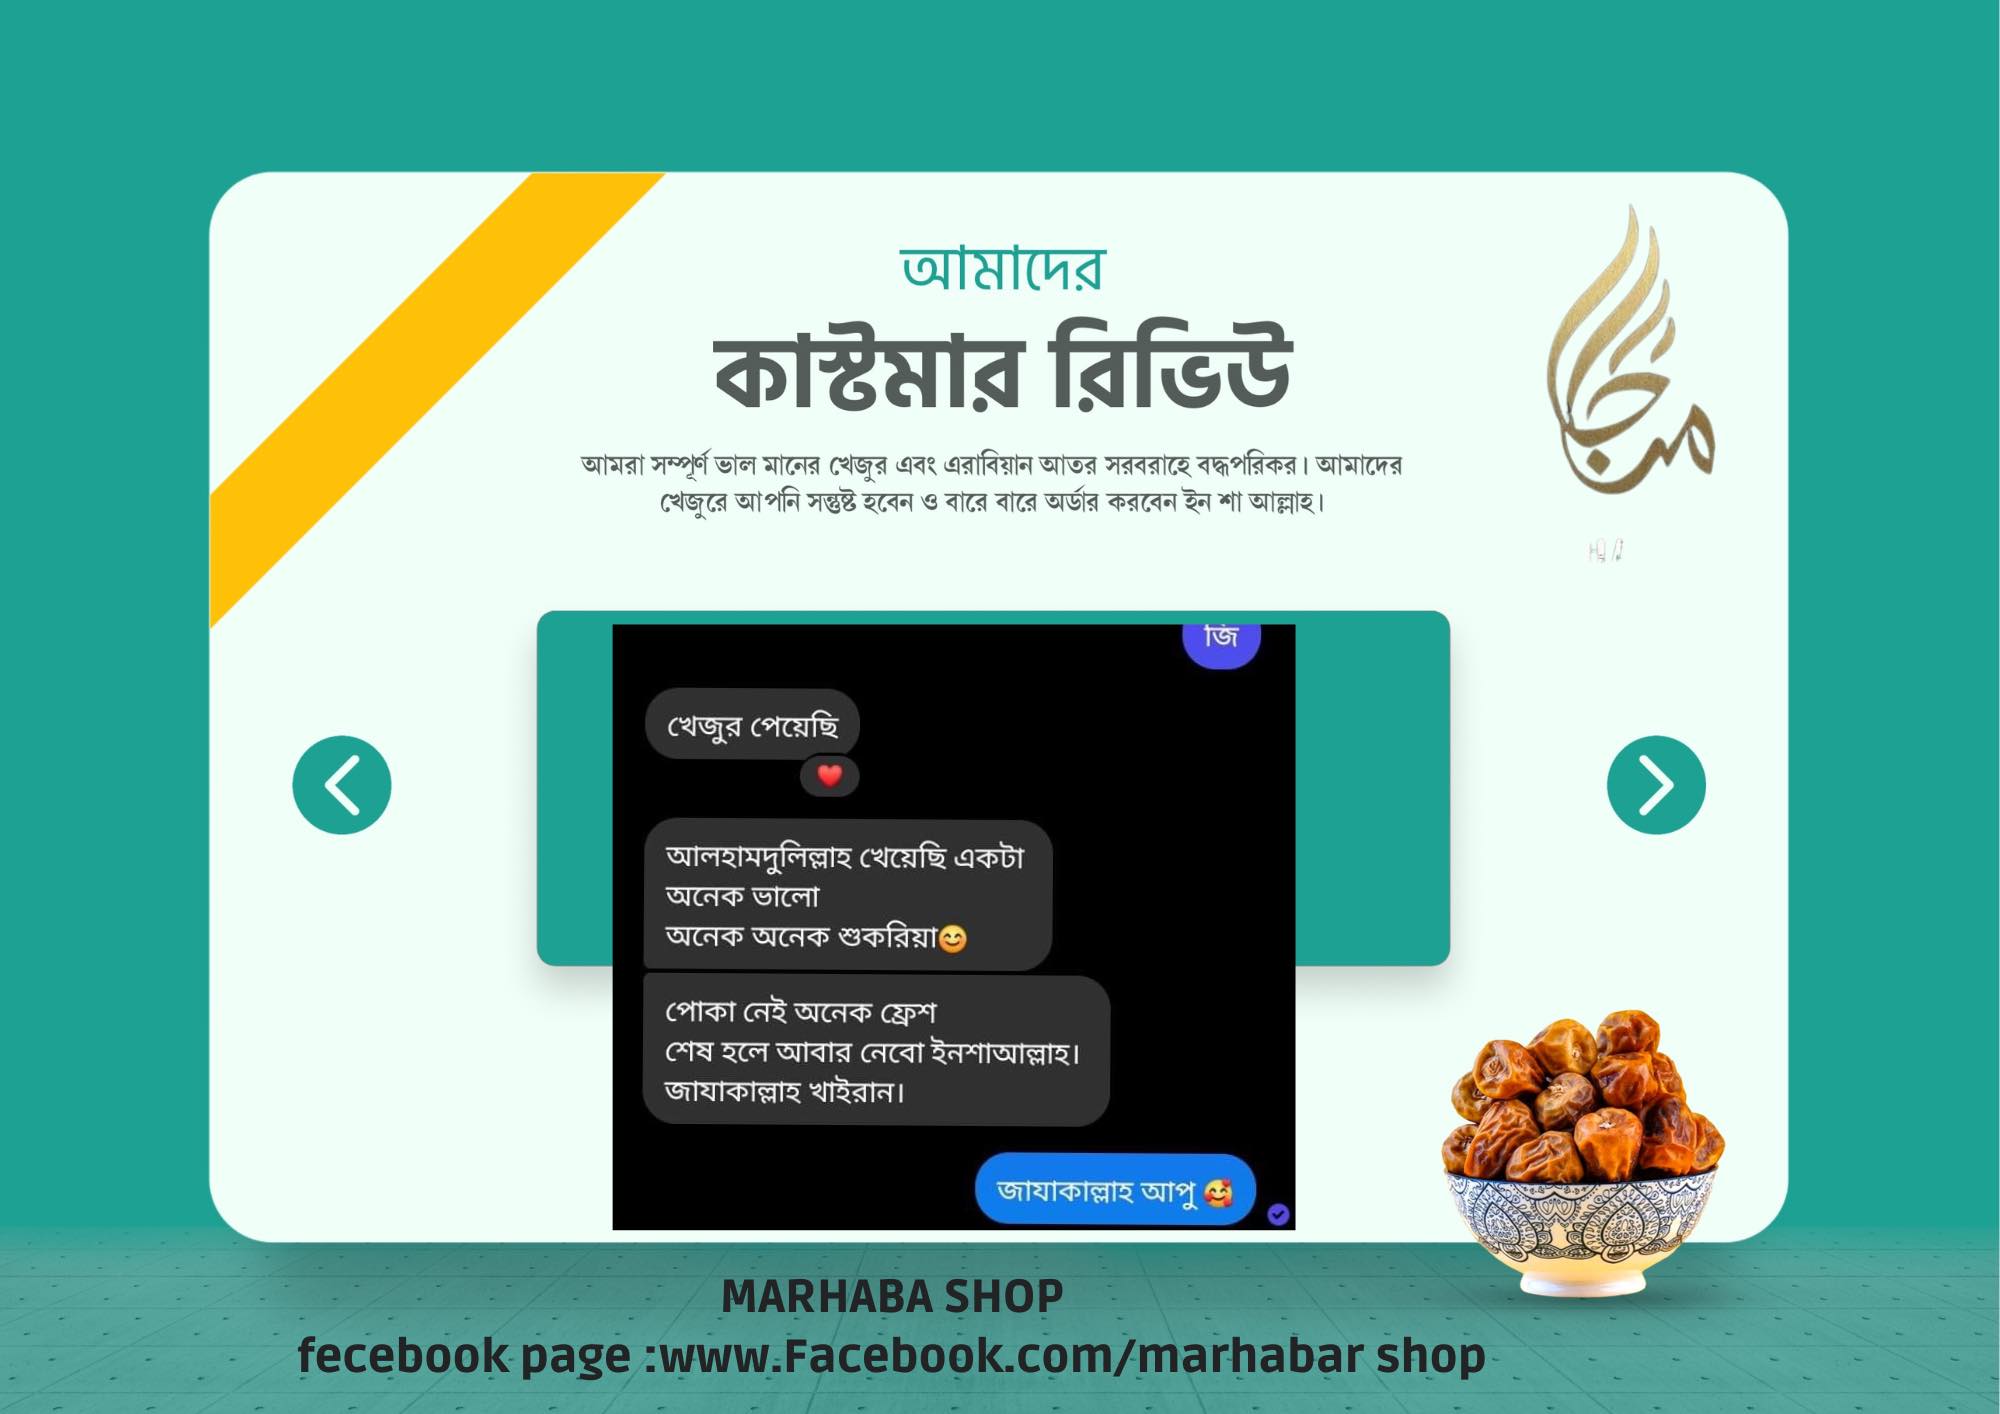 আমাদের
কাস্টমার রিভিউ
আমরা সম্পূর্ণ ভাল মানের খেজুর এবং এরাবিয়ান আতর সরবরাহে বদ্ধপরিকর। আমাদের
খেজুরে আপনি সন্তুষ্ট হবেন ও বারে বারে অর্ডার করবেন ইন শা আল্লাহ।
জি
খেজুর পেয়েছি
❤️
আলহামদুলিল্লাহ খেয়েছি একটা
অনেক ভালো
অনেক অনেক শুকরিয়া😊
পোকা নেই অনেক ফ্রেশ
শেষ হলে আবার নেবো ইনশাআল্লাহ।
জাযাকাল্লাহ খাইরান।
জাযাকাল্লাহ আপু 🥰
MARHABA SHOP
fecebook page :www.Facebook.com/marhabar shop